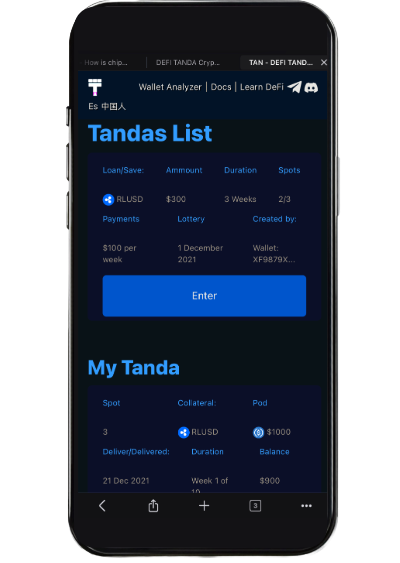 How is chip...
DEFI TANDA Cryp...
TAN - DEFI TAND...
Wallet Analyzer | Docs | Learn DeFi
Es 中国人
Tandas List
Loan/Save: Ammount Duration Spots
RLUSD $300 3 Weeks 2/3
Payments Lottery Created by:
$100 per week 1 December 2021 Wallet: XF9879X...
Enter
My Tanda
Spot Collateral: Pod
3 RLUSD $1000
Deliver/Delivered: Duration Balance
21 Dec 2021 Week 1 of 10 $900
3